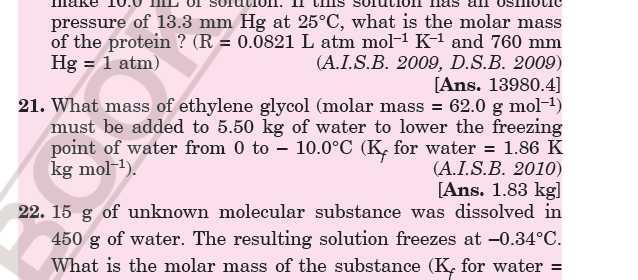 make 10.0 mL of solution. If this solution has an osmotic
pressure of 13.3 mm Hg at 25°C, what is the molar mass
of the protein ? (R = 0.0821 L atm mol⁻¹ K⁻¹ and 760 mm
Hg = 1 atm) (A.I.S.B. 2009, D.S.B. 2009)
[Ans. 13980.4]
21. What mass of ethylene glycol (molar mass = 62.0 g mol⁻¹)
must be added to 5.50 kg of water to lower the freezing
point of water from 0 to – 10.0°C (K_f for water = 1.86 K
kg mol⁻¹). (A.I.S.B. 2010)
[Ans. 1.83 kg]
22. 15 g of unknown molecular substance was dissolved in
450 g of water. The resulting solution freezes at –0.34°C.
What is the molar mass of the substance (K_f for water =
BOOK